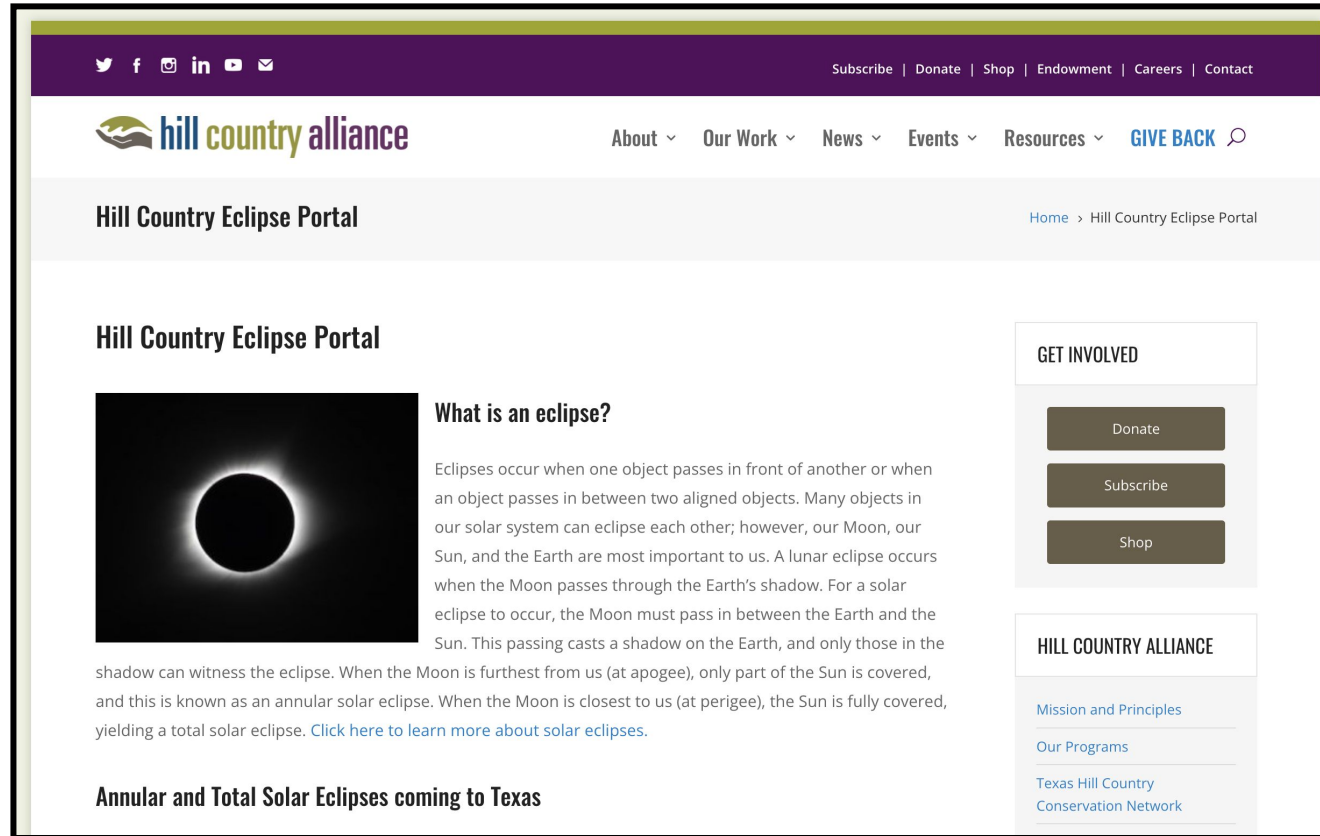 Subscribe | Donate | Shop | Endowment | Careers | Contact
hill country alliance
About Our Work News Events Resources GIVE BACK
Hill Country Eclipse Portal
Home › Hill Country Eclipse Portal
Hill Country Eclipse Portal
What is an eclipse?
Eclipses occur when one object passes in front of another or when
an object passes in between two aligned objects. Many objects in
our solar system can eclipse each other; however, our Moon, our
Sun, and the Earth are most important to us. A lunar eclipse occurs
when the Moon passes through the Earth’s shadow. For a solar
eclipse to occur, the Moon must pass in between the Earth and the
Sun. This passing casts a shadow on the Earth, and only those in the
shadow can witness the eclipse. When the Moon is furthest from us (at apogee), only part of the Sun is covered,
and this is known as an annular solar eclipse. When the Moon is closest to us (at perigee), the Sun is fully covered,
yielding a total solar eclipse. Click here to learn more about solar eclipses.
Annular and Total Solar Eclipses coming to Texas
GET INVOLVED
Donate
Subscribe
Shop
HILL COUNTRY ALLIANCE
Mission and Principles
Our Programs
Texas Hill Country
Conservation Network